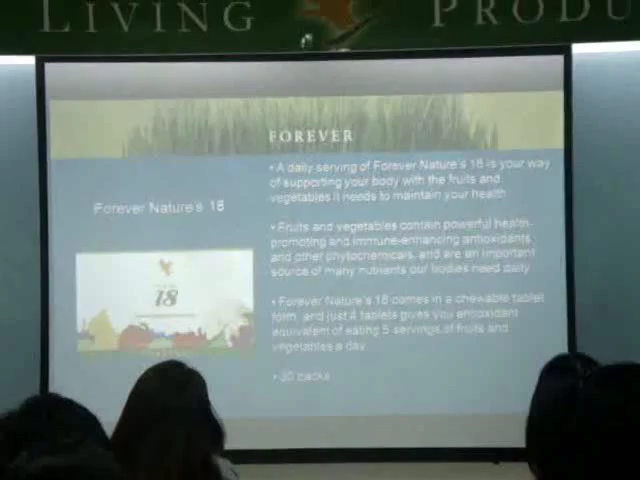 LIVING PRODU
FOREVER
Forever Nature's 18
18
• A daily serving of Forever Nature's 18 is your way
of supporting your body with the fruits and
vegetables it needs to maintain your health
• Fruits and vegetables contain powerful health-
promoting and immune-enhancing antioxidants
and other phytochemicals, and are an important
source of many nutrients our bodies need daily
• Forever Nature's 18 comes in a chewable tablet
form, and just 4 tablets gives you antioxidant
equivalent of eating 5 servings of fruits and
vegetables a day
• 30 packs